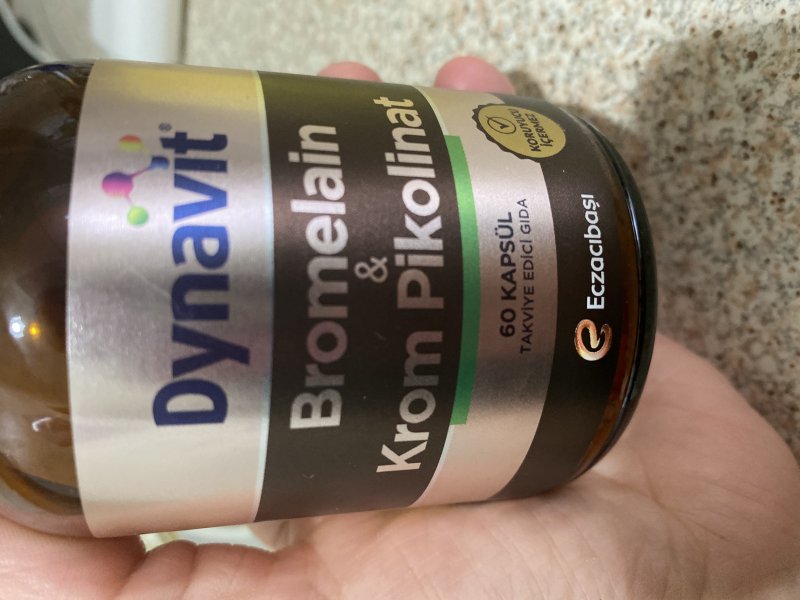 Dynavit®
Bromelain
&
Krom Pikolinat
60 KAPSÜL
TAKVİYE EDİCİ GIDA
KORUYUCU
İÇERMEZ
Eczacıbaşı